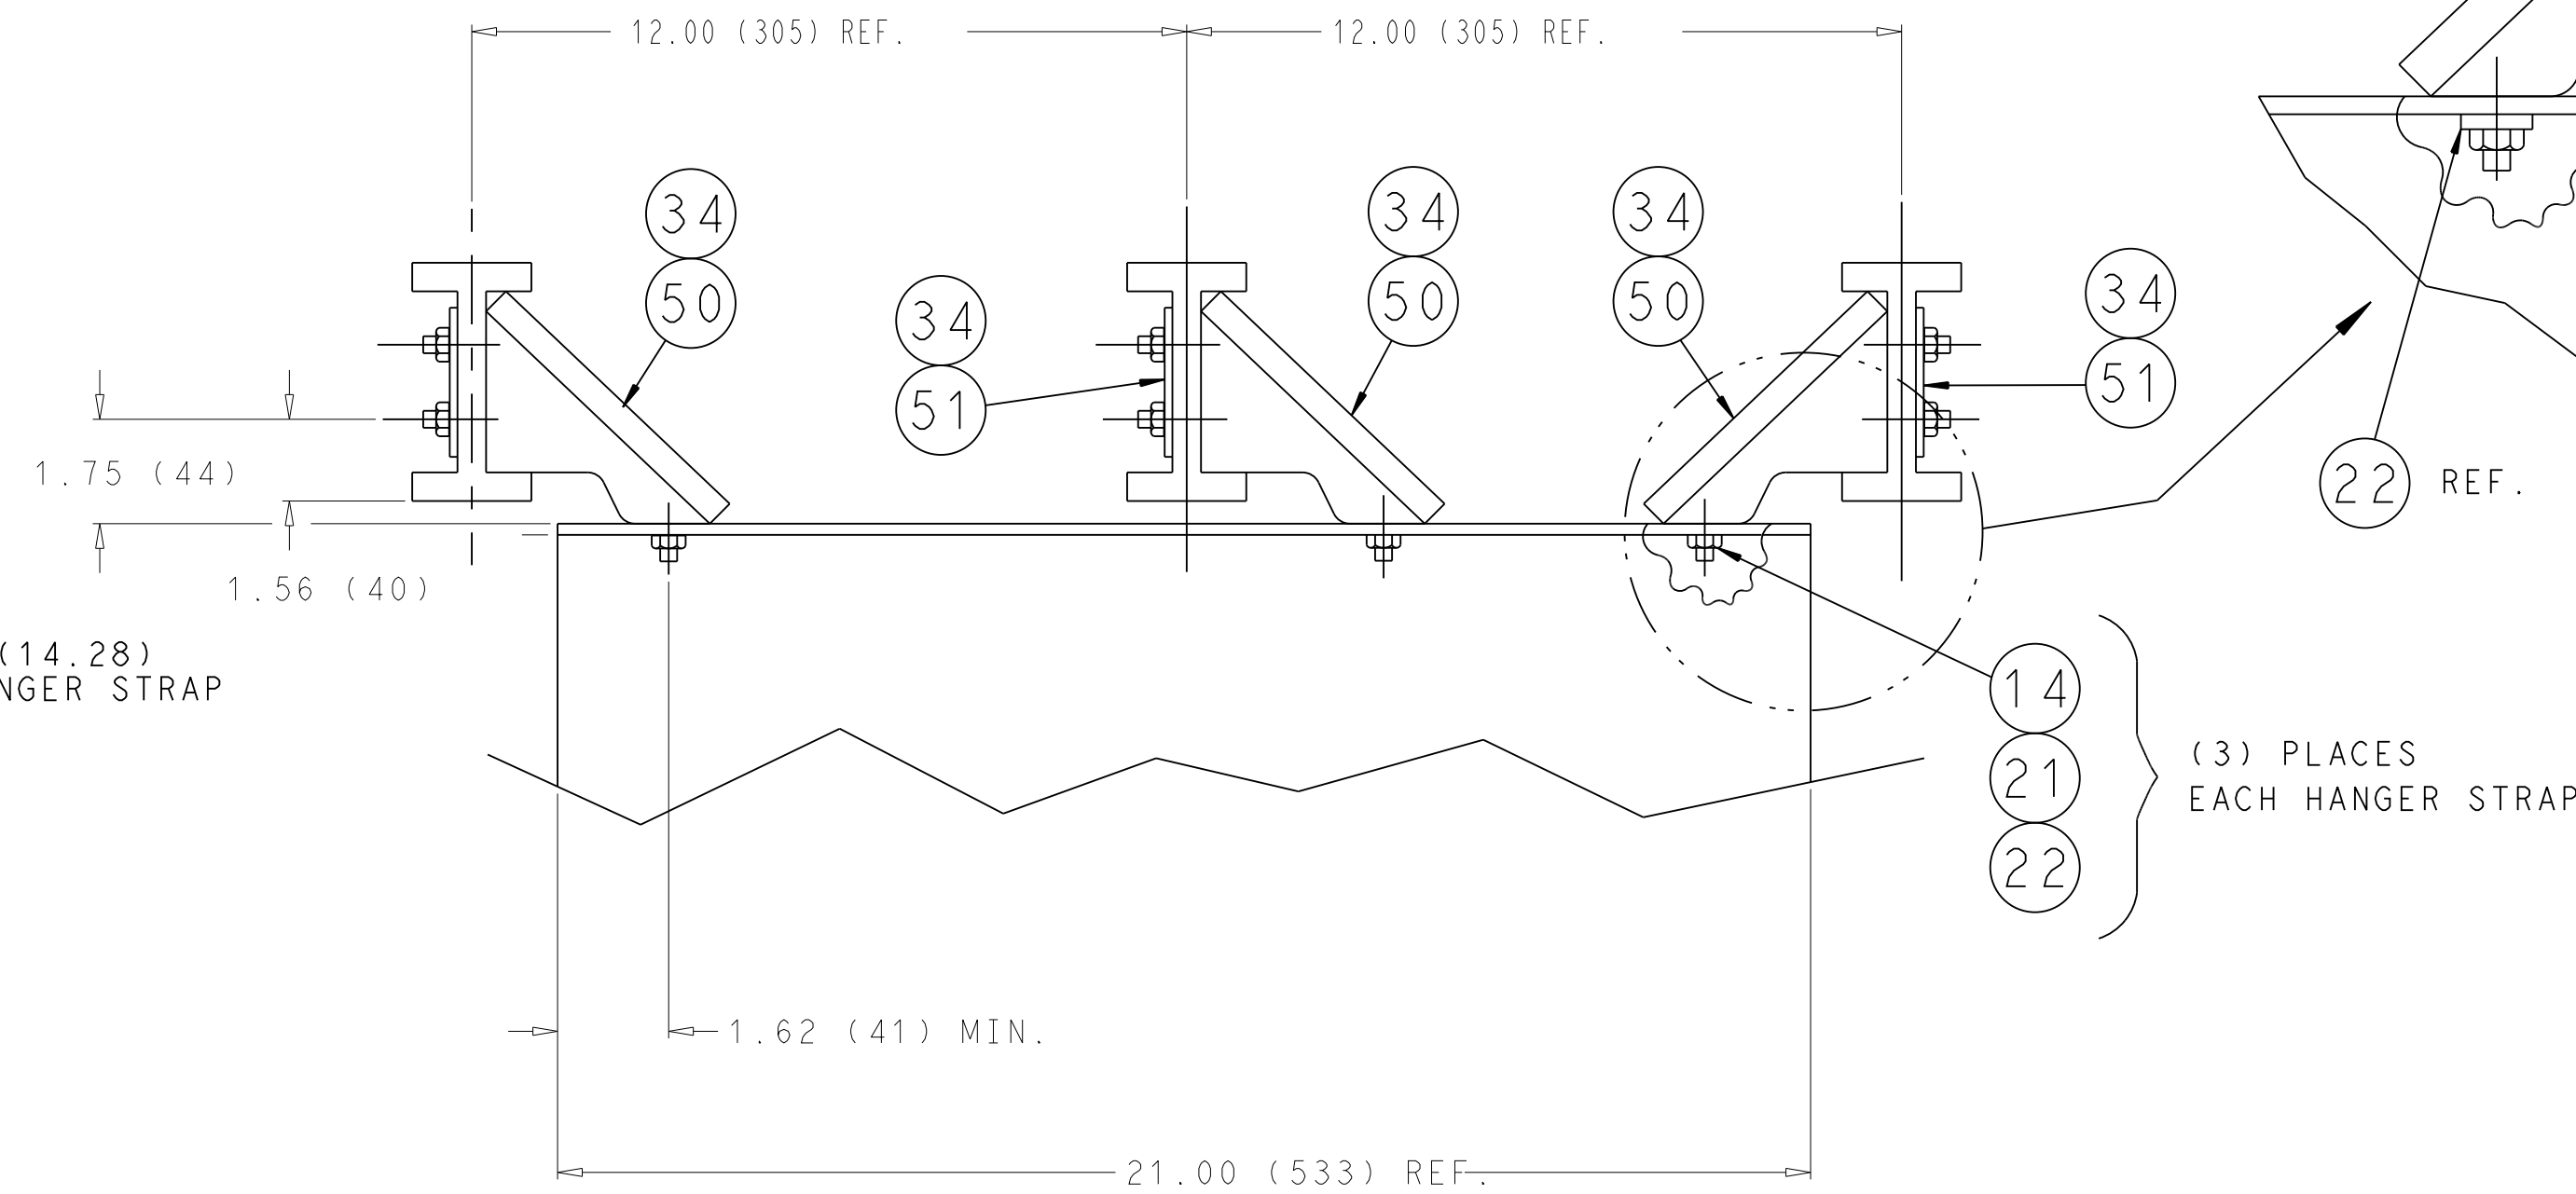 12.00 (305) REF.
12.00 (305) REF.
34
50
34
51
34
50
34
50
34
51
1.75 (44)
1.56 (40)
22 REF.
(14.28)
NGER STRAP
14
21
22
(3) PLACES
EACH HANGER STRAP
1.62 (41) MIN.
21.00 (533) REF.